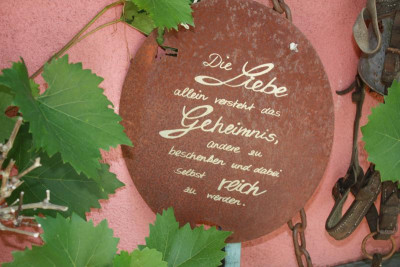 Die
Liebe
allein versteht das
Geheimnis,
andere zu
beschenken und dabei
selbst reich
zu werden.